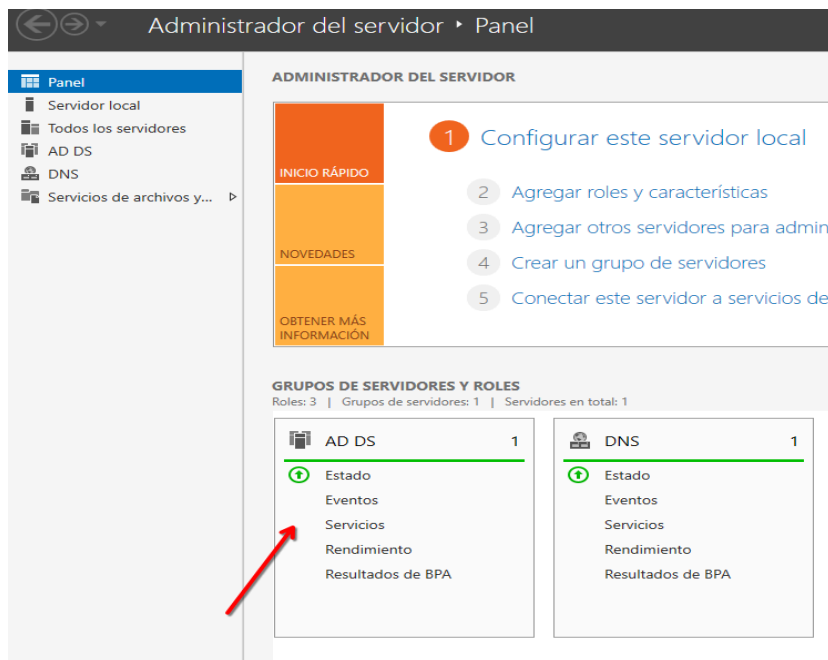 Administrador del servidor ‣ Panel
Panel
Servidor local
Todos los servidores
AD DS
DNS
Servicios de archivos y...
ADMINISTRADOR DEL SERVIDOR
INICIO RÁPIDO
NOVEDADES
OBTENER MÁS
INFORMACIÓN
1 Configurar este servidor local
2 Agregar roles y características
3 Agregar otros servidores para admin
4 Crear un grupo de servidores
5 Conectar este servidor a servicios de
GRUPOS DE SERVIDORES Y ROLES
Roles: 3 | Grupos de servidores: 1 | Servidores en total: 1
AD DS 1
Estado
Eventos
Servicios
Rendimiento
Resultados de BPA
DNS 1
Estado
Eventos
Servicios
Rendimiento
Resultados de BPA